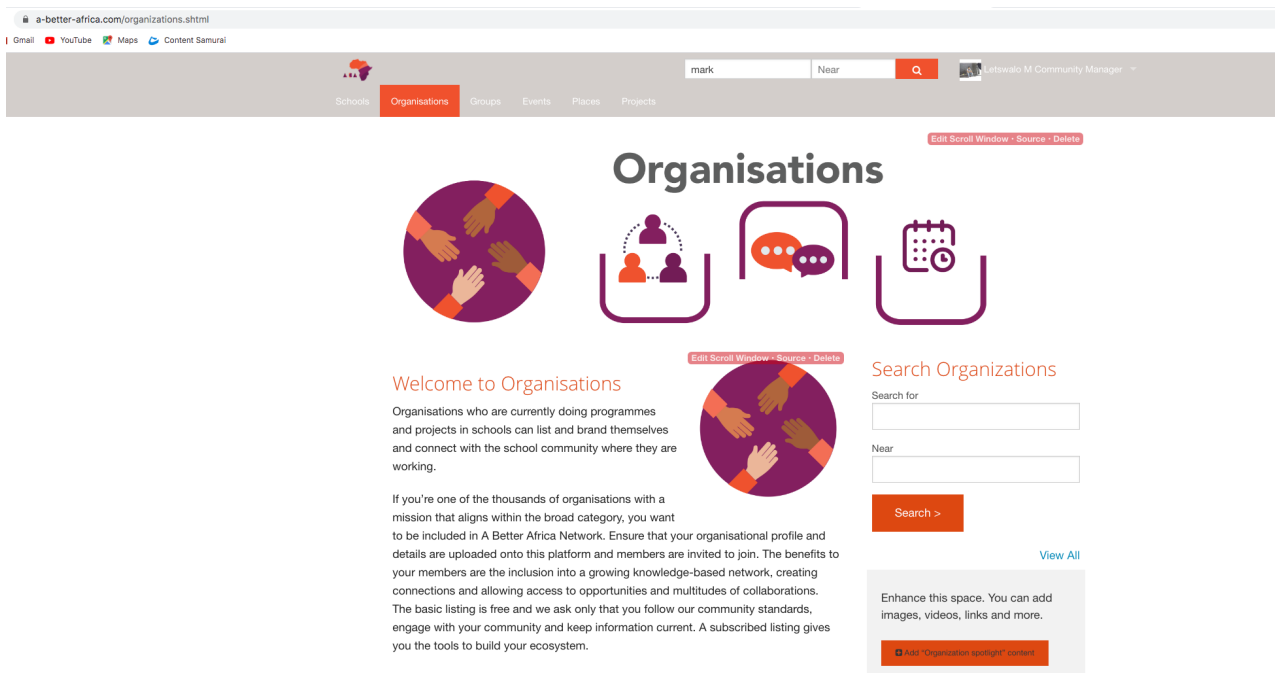 a-better-africa.com/organizations.shtml
Gmail YouTube Maps Content Samurai
ABA
mark Near Letswalo M Community Manager
Schools Organisations Groups Events Places Projects
Edit Scroll Window · Source · Delete
Organisations
Edit Scroll Window · Source · Delete
Welcome to Organisations
Organisations who are currently doing programmes
and projects in schools can list and brand themselves
and connect with the school community where they are
working.
If you're one of the thousands of organisations with a
mission that aligns within the broad category, you want
to be included in A Better Africa Network. Ensure that your organisational profile and
details are uploaded onto this platform and members are invited to join. The benefits to
your members are the inclusion into a growing knowledge-based network, creating
connections and allowing access to opportunities and multitudes of collaborations.
The basic listing is free and we ask only that you follow our community standards,
engage with your community and keep information current. A subscribed listing gives
you the tools to build your ecosystem.
Search Organizations
Search for
Near
Search >
View All
Enhance this space. You can add
images, videos, links and more.
Add "Organization spotlight" content